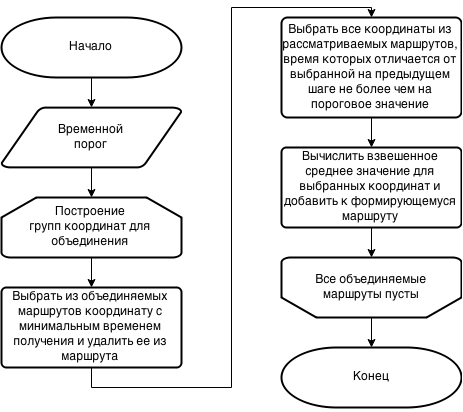 Начало
Временной
порог
Построение
групп координат для
объединения
Выбрать из объединяемых
маршрутов координату с
минимальным временем
получения и удалить ее из
маршрута
Выбрать все координаты из
рассматриваемых маршрутов,
время которых отличается от
выбранной на предыдущем
шаге не более чем на
пороговое значение
Вычислить взвешенное
среднее значение для
выбранных координат и
добавить к формирующемуся
маршруту
Все объединяемые
маршруты пусты
Конец